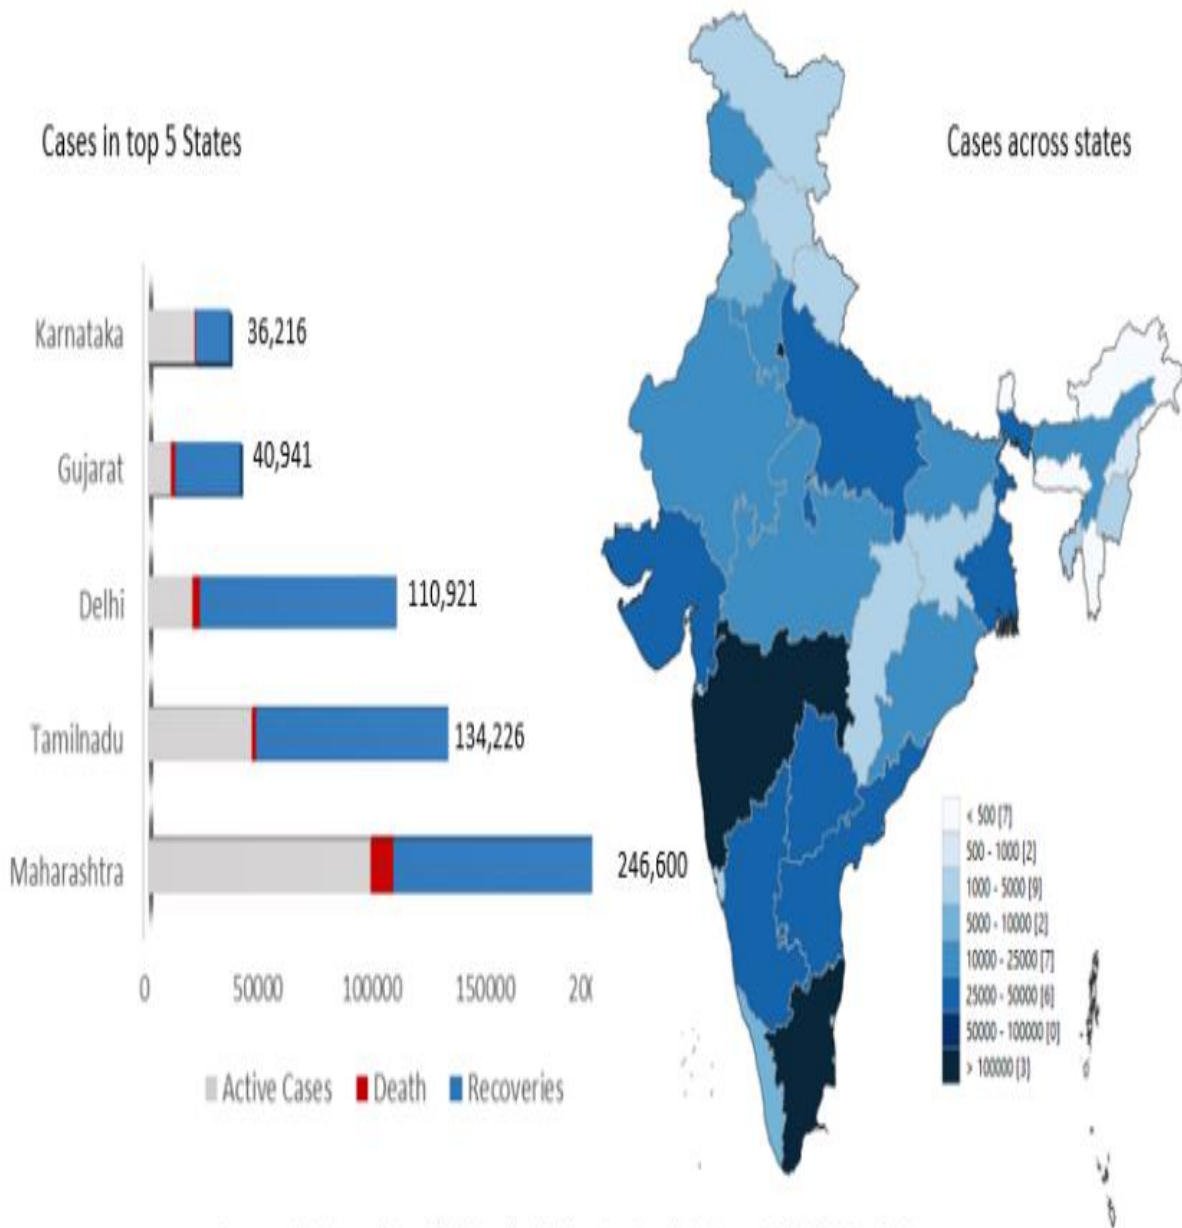 Cases in top 5 States
Cases across states
Karnataka
36,216
Gujarat
40,941
Delhi
110,921
Tamilnadu
134,226
Maharashtra
246,600
0
50000
100000
150000
Active Cases
Death
Recoveries
< 500 [7]
500 - 1000 [2]
1000 - 5000 [9]
5000 - 10000 [2]
10000 - 25000 [7]
25000 - 50000 [6]
50000 - 100000 [0]
> 100000 [3]